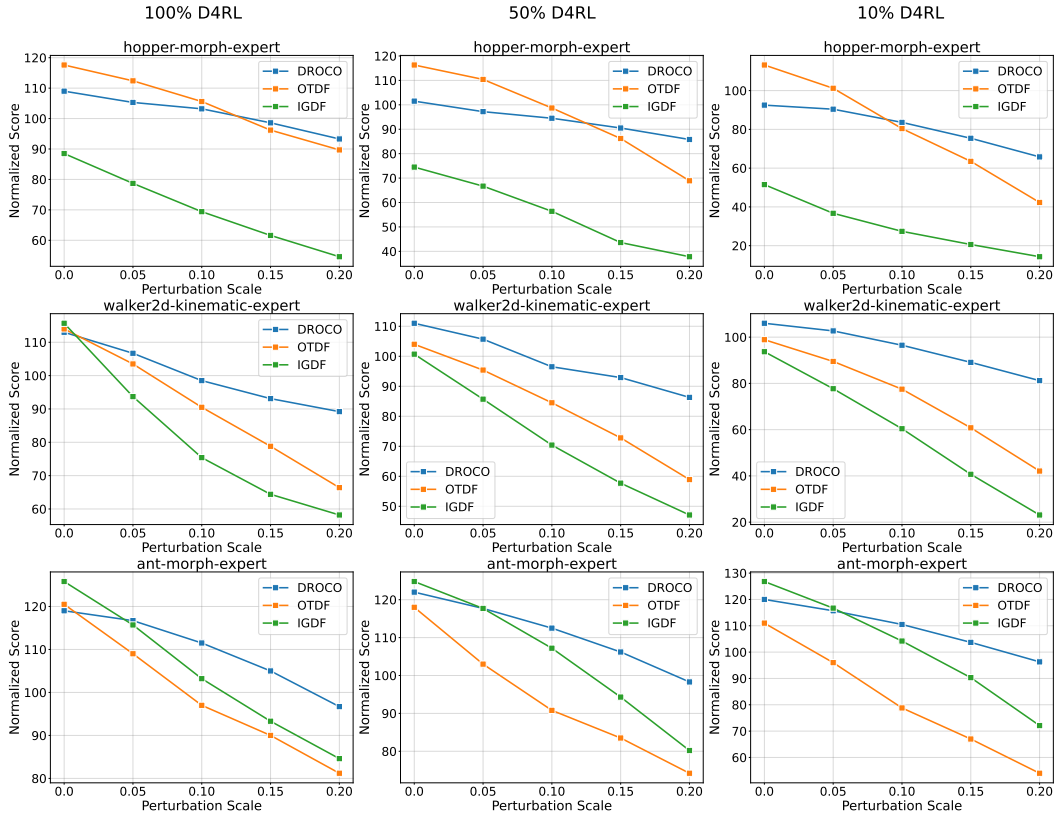 100% D4RL
50% D4RL
10% D4RL
hopper-morph-expert
Normalized Score
120
110
100
90
80
70
60
0.0 0.05 0.10 0.15 0.20
Perturbation Scale
DROCO
OTDF
IGDF
hopper-morph-expert
Normalized Score
120
110
100
90
80
70
60
50
40
0.0 0.05 0.10 0.15 0.20
Perturbation Scale
DROCO
OTDF
IGDF
hopper-morph-expert
Normalized Score
100
80
60
40
20
0.0 0.05 0.10 0.15 0.20
Perturbation Scale
DROCO
OTDF
IGDF
walker2d-kinematic-expert
Normalized Score
110
100
90
80
70
60
0.0 0.05 0.10 0.15 0.20
Perturbation Scale
DROCO
OTDF
IGDF
walker2d-kinematic-expert
Normalized Score
110
100
90
80
70
60
50
0.0 0.05 0.10 0.15 0.20
Perturbation Scale
DROCO
OTDF
IGDF
walker2d-kinematic-expert
Normalized Score
100
80
60
40
20
0.0 0.05 0.10 0.15 0.20
Perturbation Scale
DROCO
OTDF
IGDF
ant-morph-expert
Normalized Score
120
110
100
90
80
0.0 0.05 0.10 0.15 0.20
Perturbation Scale
DROCO
OTDF
IGDF
ant-morph-expert
Normalized Score
120
110
100
90
80
0.0 0.05 0.10 0.15 0.20
Perturbation Scale
DROCO
OTDF
IGDF
ant-morph-expert
Normalized Score
130
120
110
100
90
80
70
60
0.0 0.05 0.10 0.15 0.20
Perturbation Scale
DROCO
OTDF
IGDF